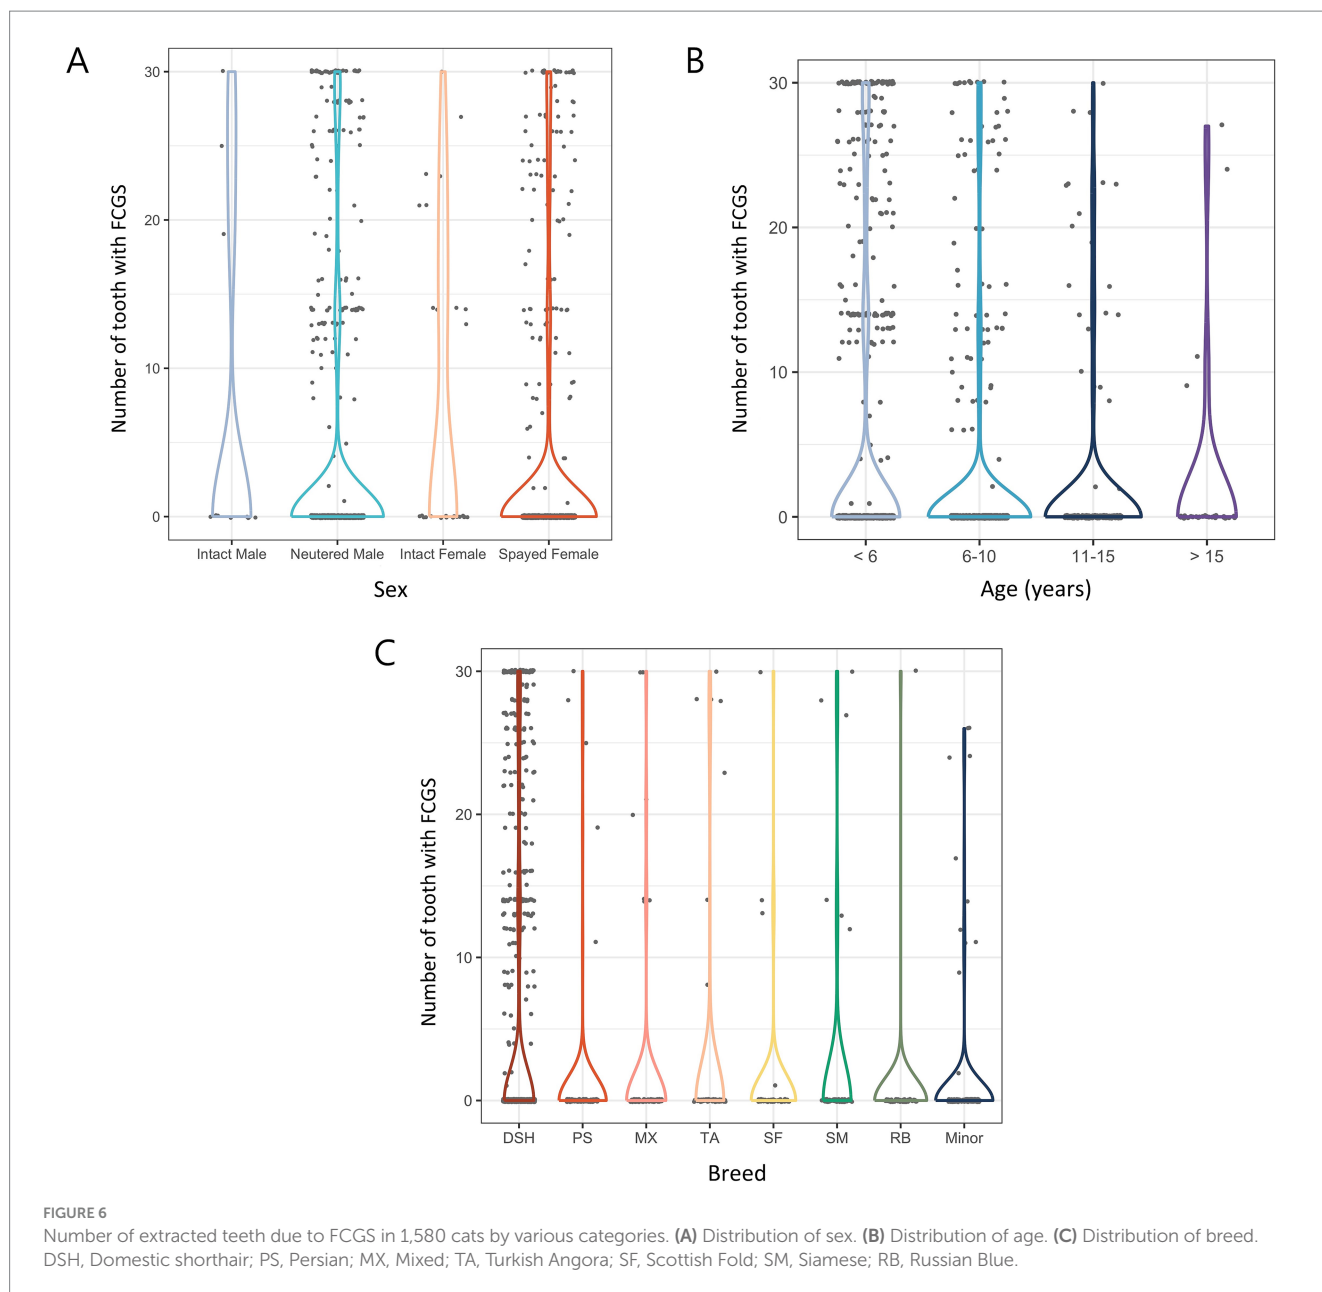 A
Number of tooth with FCGS
30
20
10
0
Intact Male Neutered Male Intact Female Spayed Female
Sex
B
Number of tooth with FCGS
30
20
10
0
< 6 6-10 11-15 > 15
Age (years)
C
Number of tooth with FCGS
30
20
10
0
DSH PS MX TA SF SM RB Minor
Breed
FIGURE 6
Number of extracted teeth due to FCGS in 1,580 cats by various categories. (A) Distribution of sex. (B) Distribution of age. (C) Distribution of breed.
DSH, Domestic shorthair; PS, Persian; MX, Mixed; TA, Turkish Angora; SF, Scottish Fold; SM, Siamese; RB, Russian Blue.